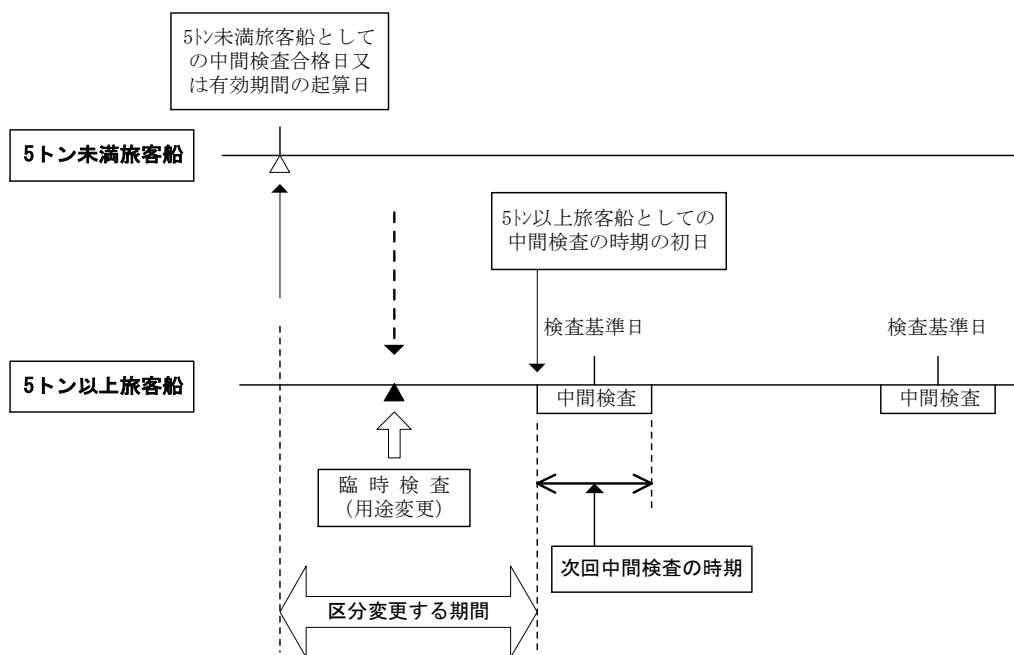 5㌧未満旅客船として
の中間検査合格日又
は有効期間の起算日
5トン未満旅客船
5㌧以上旅客船としての
中間検査の時期の初日
検査基準日
検査基準日
5トン以上旅客船
中間検査
中間検査
臨時検査
(用途変更)
次回中間検査の時期
区分変更する期間